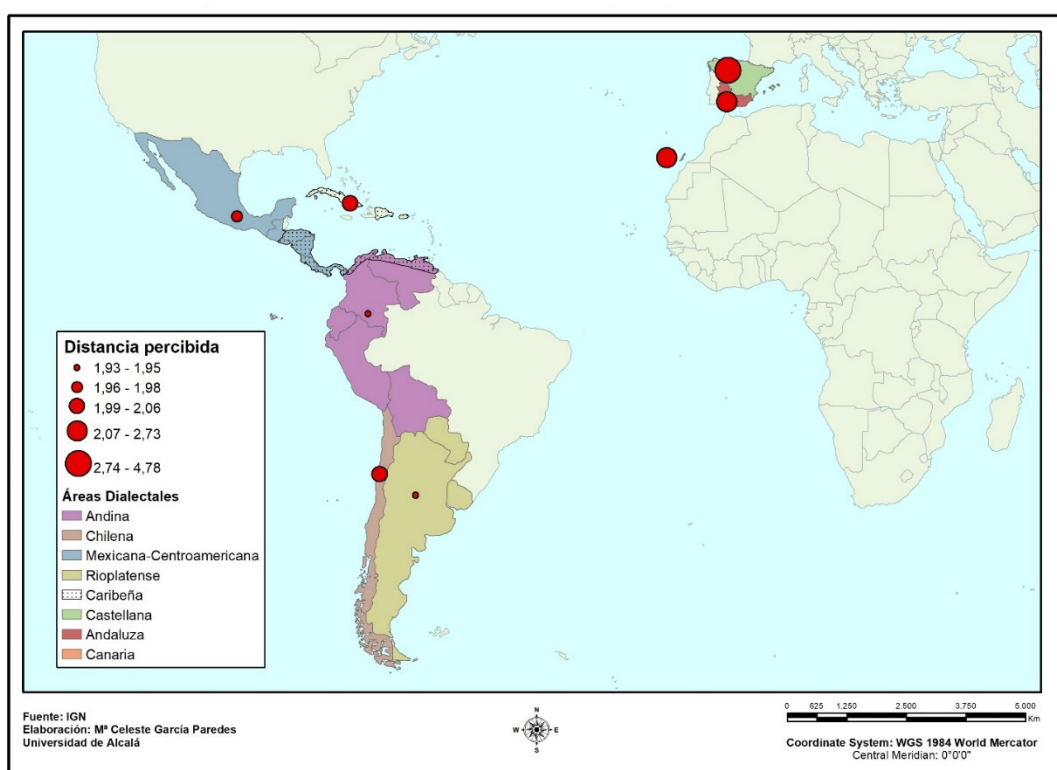 Distancia percibida
1,93 - 1,95
1,96 - 1,98
1,99 - 2,06
2,07 - 2,73
2,74 - 4,78
Áreas Dialectales
Andina
Chilena
Mexicana-Centroamericana
Rioplatense
Caribeña
Castellana
Andaluza
Canaria
Fuente: IGN
Elaboración: Mª Celeste García Paredes
Universidad de Alcalá
N
W E
S
0 625 1.250 2.500 3.750 5.000
Km
Coordinate System: WGS 1984 World Mercator
Central Meridian: 0°0'0"